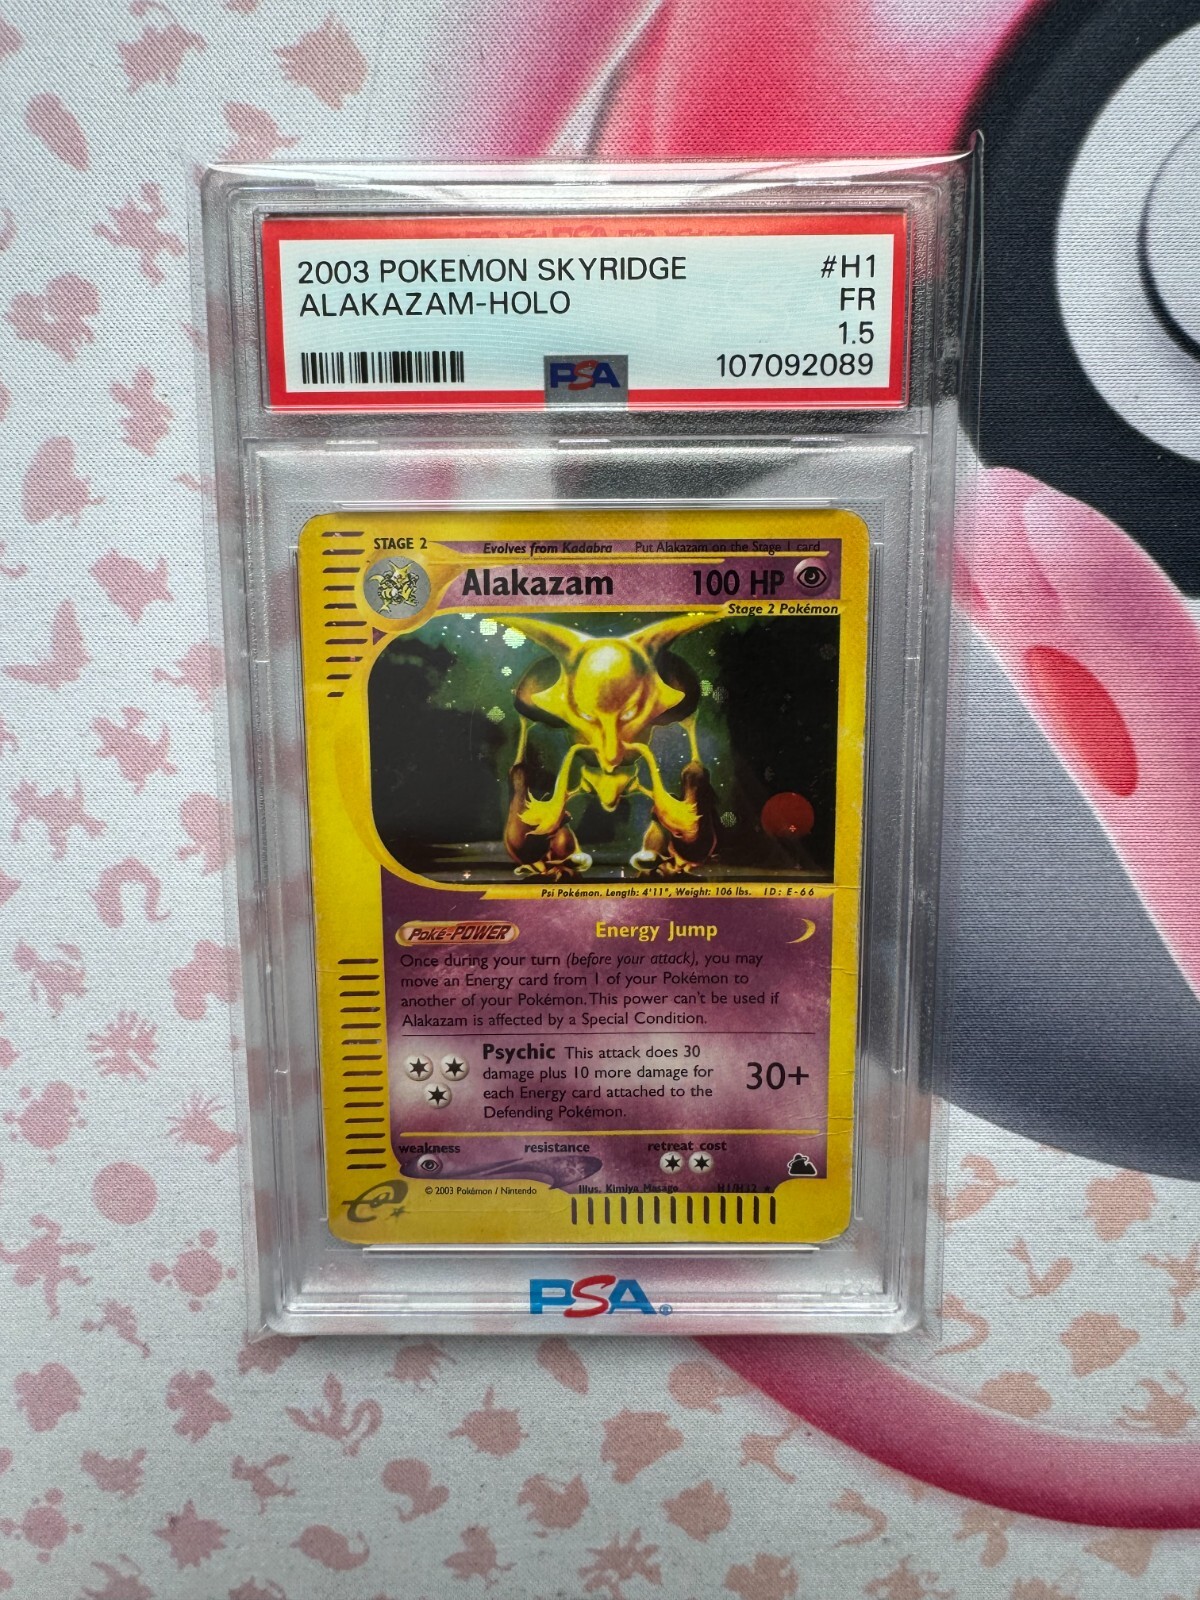 2003 POKEMON SKYRIDGE #H1
ALAKAZAM-HOLO FR
1.5
PSA 107092089
STAGE 2 Evolves from Kadabra Put Alakazam on the Stage 1 card
Alakazam 100 HP
Stage 2 Pokémon
Psi Pokémon. Length: 4'11", Weight: 106 lbs. ID: E-66
Poké-POWER Energy Jump
Once during your turn (before your attack), you may
move an Energy card from 1 of your Pokémon to
another of your Pokémon. This power can't be used if
Alakazam is affected by a Special Condition.
Psychic This attack does 30
damage plus 10 more damage for
each Energy card attached to the
Defending Pokémon.
30+
weakness resistance retreat cost
© 2003 Pokémon / Nintendo Illus. Kimiya Masago H1/H32
e
PSA®